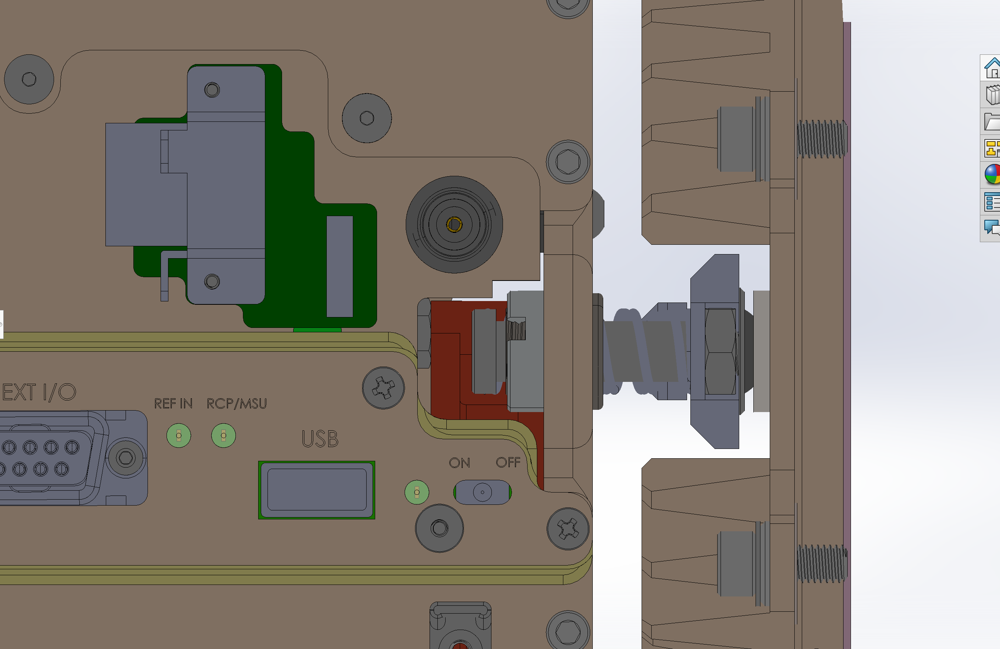 EXT I/O
REF IN
RCP/MSU
USB
ON
OFF